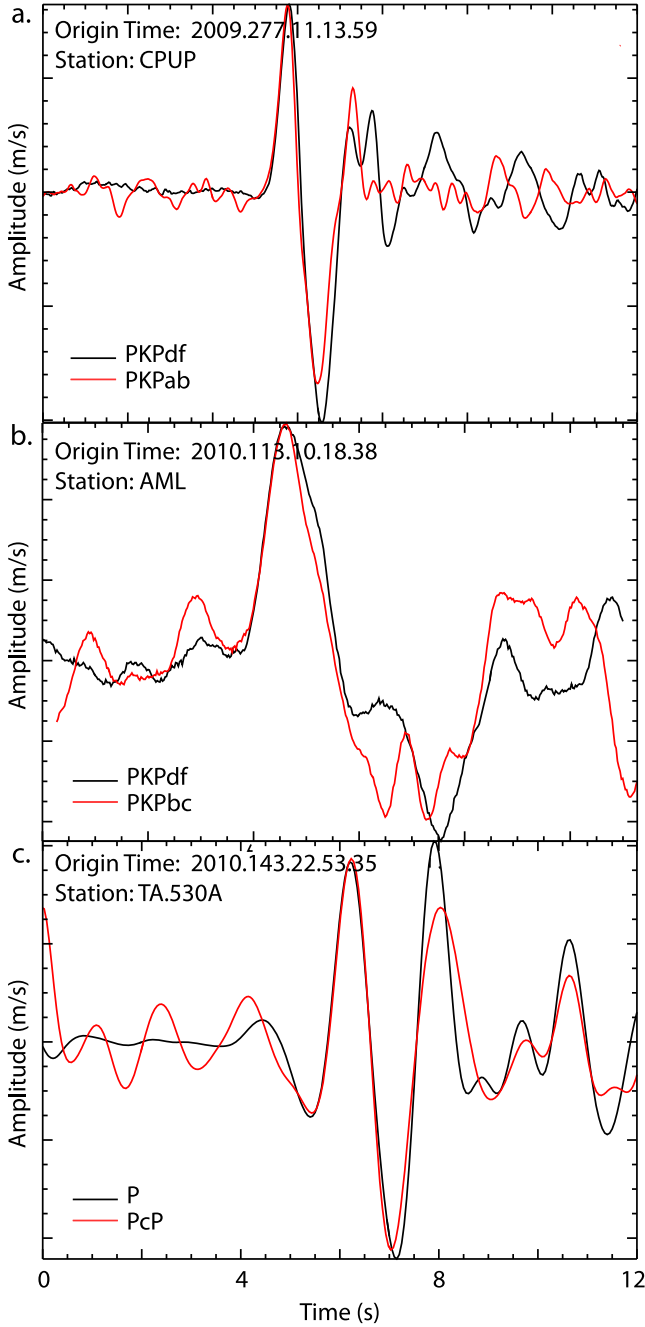 a.
Origin Time: 2009.277.11.13.59
Station: CPUP
Amplitude (m/s)
PKPdf
PKPab
b.
Origin Time: 2010.113.10.18.38
Station: AML
Amplitude (m/s)
PKPdf
PKPbc
c.
Origin Time: 2010.143.22.53.35
Station: TA.530A
Amplitude (m/s)
P
PcP
0 4 8 12
Time (s)